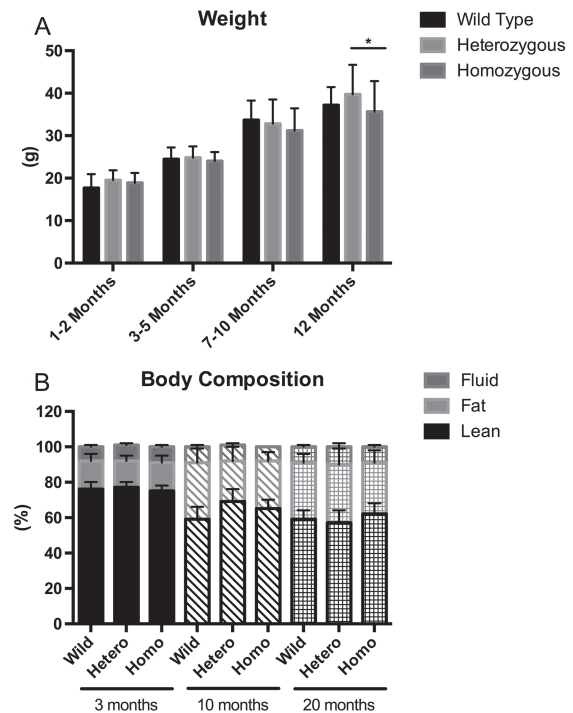 A
Weight
Wild Type
Heterozygous
Homozygous
*
50
40
30
20
10
0
(g)
1-2 Months
3-5 Months
7-10 Months
12 Months
B
Body Composition
Fluid
Fat
Lean
120
100
80
60
40
20
0
(%)
Wild
Hetero
Homo
Wild
Hetero
Homo
Wild
Hetero
Homo
3 months
10 months
20 months